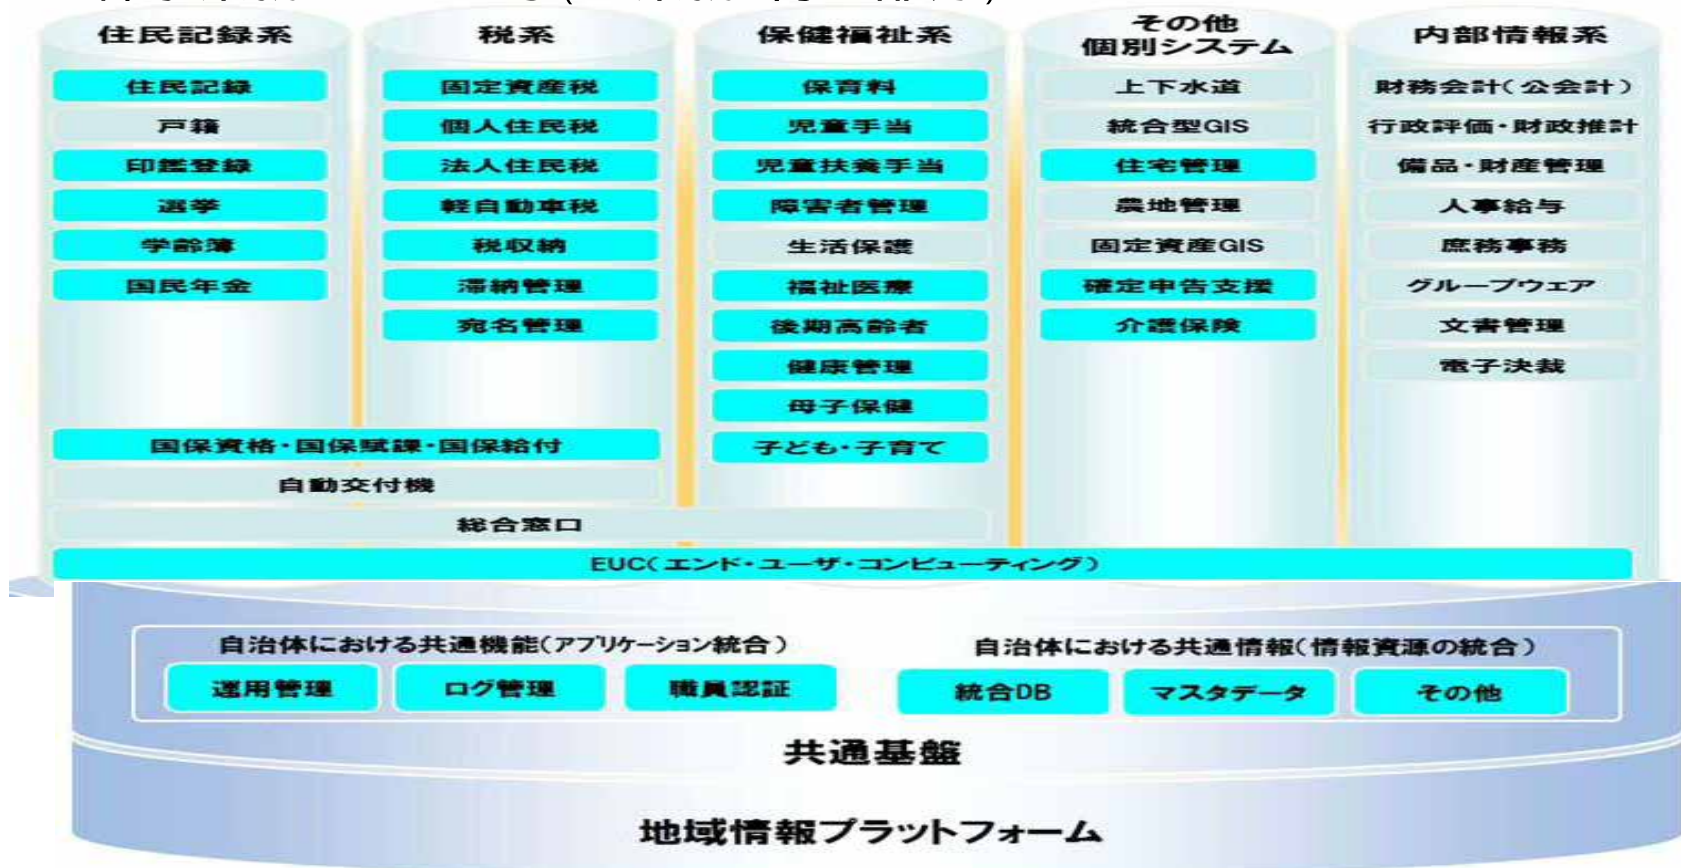 住民記録系
住民記録
戸籍
印鑑登録
選挙
学齢簿
国民年金
税系
固定資産税
個人住民税
法人住民税
軽自動車税
税収納
滞納管理
宛名管理
保健福祉系
保育料
児童手当
児童扶養手当
障害者管理
生活保護
福祉医療
後期高齢者
健康管理
母子保健
子ども・子育て
その他
個別システム
上下水道
統合型GIS
住宅管理
農地管理
固定資産GIS
確定申告支援
介護保険
内部情報系
財務会計(公会計)
行政評価・財政推計
備品・財産管理
人事給与
庶務事務
グループウェア
文書管理
電子決裁
国保資格・国保賦課・国保給付
自動交付機
総合窓口
EUC(エンド・ユーザ・コンピューティング)
自治体における共通機能(アプリケーション統合)
運用管理
ログ管理
職員認証
自治体における共通情報(情報資源の統合)
統合DB
マスタデータ
その他
共通基盤
地域情報プラットフォーム